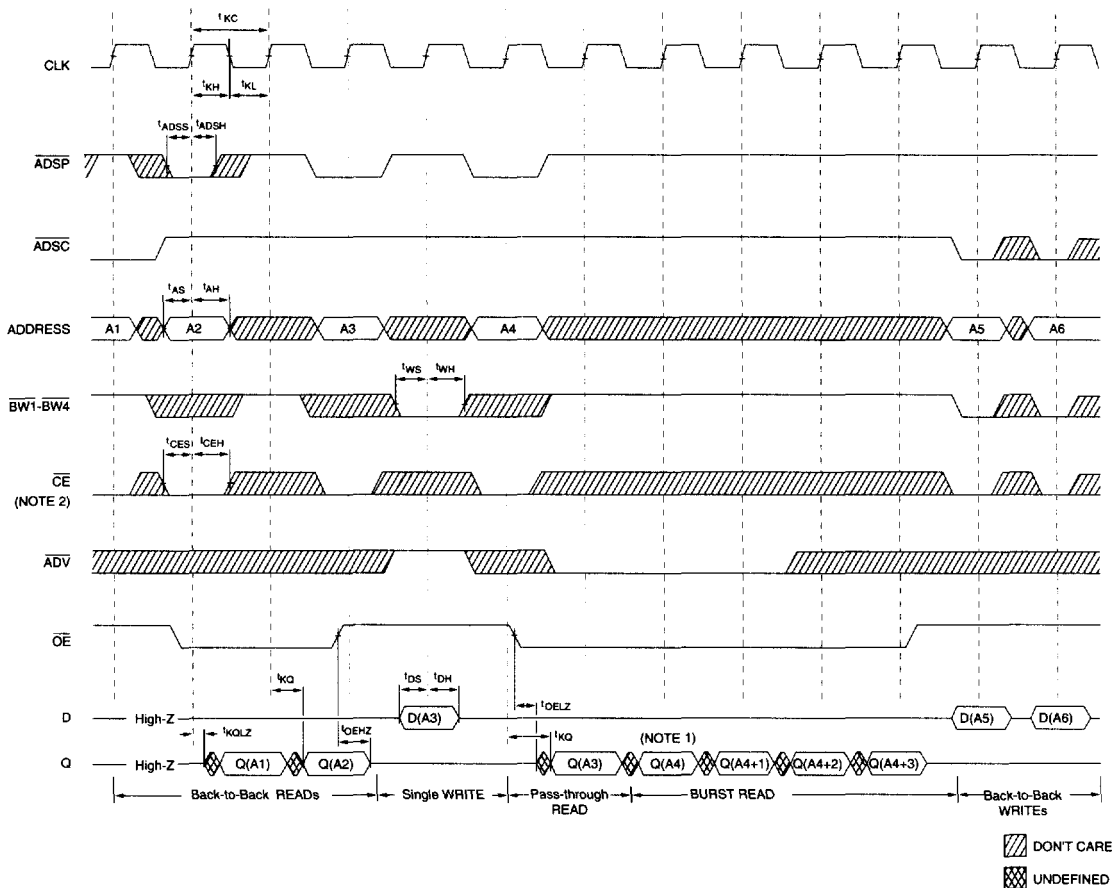 tKC
CLK
tKH tKL
tADSS tADSH
ADSP
ADSC
tAS tAH
ADDRESS A1 A2 A3 A4 A5 A6
tWS tWH
BW1-BW4
tCES tCEH
CE
(NOTE 2)
ADV
OE
tKQ tDS tDH
D High-Z D(A3) tOELZ D(A5) D(A6)
tKQLZ tOEHZ tKQ (NOTE 1)
Q High-Z Q(A1) Q(A2) Q(A3) Q(A4) Q(A4+1) Q(A4+2) Q(A4+3)
Back-to-Back READs Single WRITE Pass-through BURST READ Back-to-Back
READ WRITEs
DON'T CARE
UNDEFINED